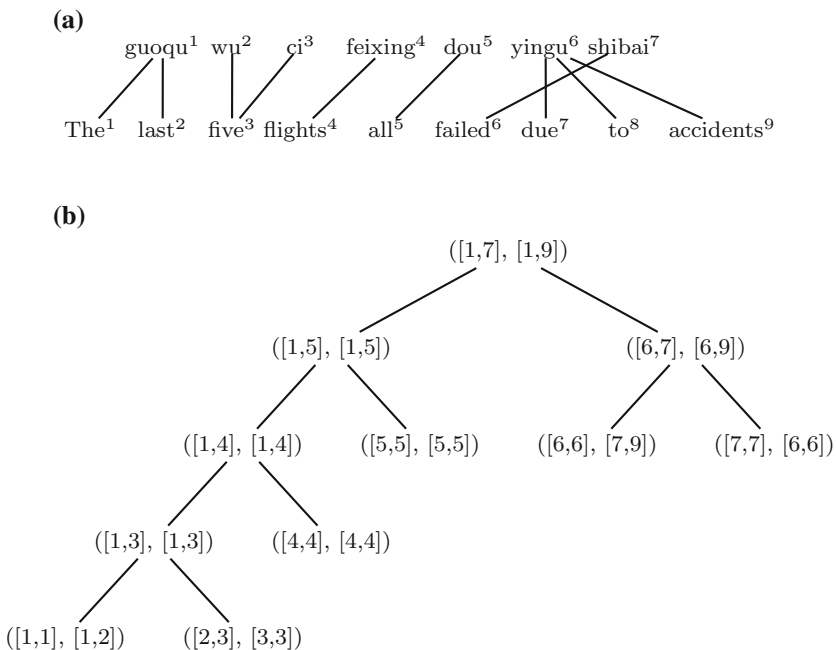 (a)
guoqu¹ wu² ci³ feixing⁴ dou⁵ yingu⁶ shibai⁷
The¹ last² five³ flights⁴ all⁵ failed⁶ due⁷ to⁸ accidents⁹
(b)
([1,7], [1,9])
([1,5], [1,5]) ([6,7], [6,9])
([1,4], [1,4]) ([5,5], [5,5]) ([6,6], [7,9]) ([7,7], [6,6])
([1,3], [1,3]) ([4,4], [4,4])
([1,1], [1,2]) ([2,3], [3,3])